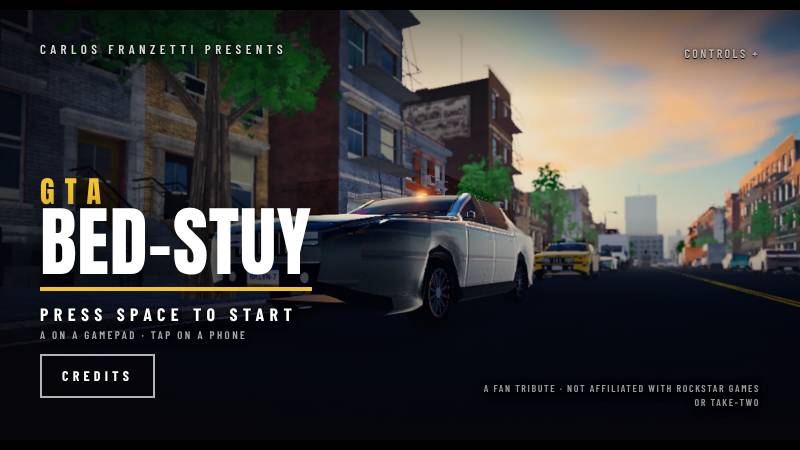 CARLOS FRANZETTI PRESENTS
CONTROLS +
GTA
BED-STUY
PRESS SPACE TO START
A ON A GAMEPAD · TAP ON A PHONE
CREDITS
A FAN TRIBUTE · NOT AFFILIATED WITH ROCKSTAR GAMES
OR TAKE-TWO